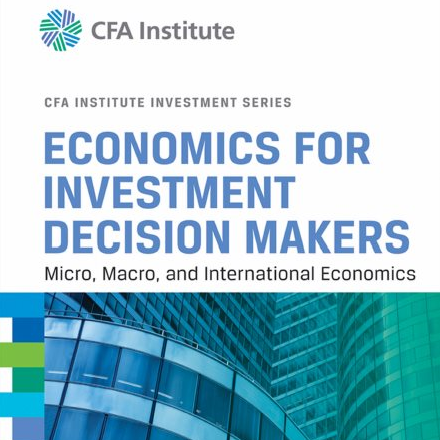 CFA Institute
CFA INSTITUTE INVESTMENT SERIES
ECONOMICS FOR
INVESTMENT
DECISION MAKERS
Micro, Macro, and International Economics